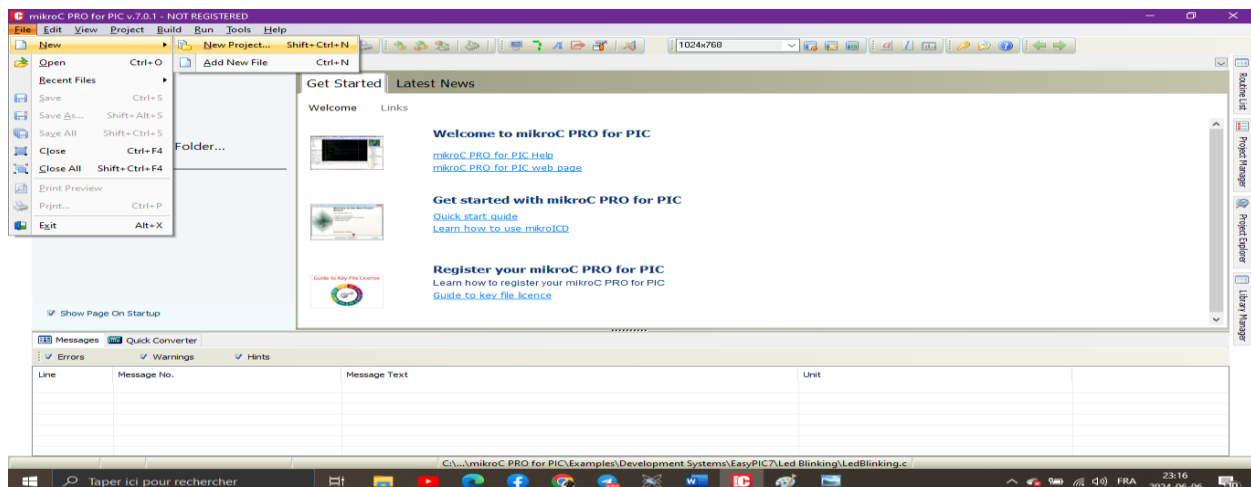 mikroC PRO for PIC v.7.0.1 - NOT REGISTERED
File Edit View Project Build Run Tools Help
New
New Project... Shift+Ctrl+N
Add New File Ctrl+N
1024x768
Open Ctrl+O
Recent Files
Save Ctrl+S
Save As... Shift+Alt+S
Save All Shift+Ctrl+S
Close Ctrl+F4
Close All Shift+Ctrl+F4
Print Preview
Print... Ctrl+P
Exit Alt+X
Folder...
Show Page On Startup
Get Started Latest News
Welcome Links
Welcome to mikroC PRO for PIC
mikroC PRO for PIC Help
mikroC PRO for PIC web page
Get started with mikroC PRO for PIC
Quick start guide
Learn how to use mikroICD
Guide to Key File License
Register your mikroC PRO for PIC
Learn how to register your mikroC PRO for PIC
Guide to key file licence
Routine List
Project Manager
Project Explorer
Library Manager
Messages Quick Converter
Errors Warnings Hints
Line Message No. Message Text Unit
C:\...\mikroC PRO for PIC\Examples\Development Systems\EasyPIC7\Led Blinking\LedBlinking.c
Taper ici pour rechercher
FRA
23:16
2024-06-06